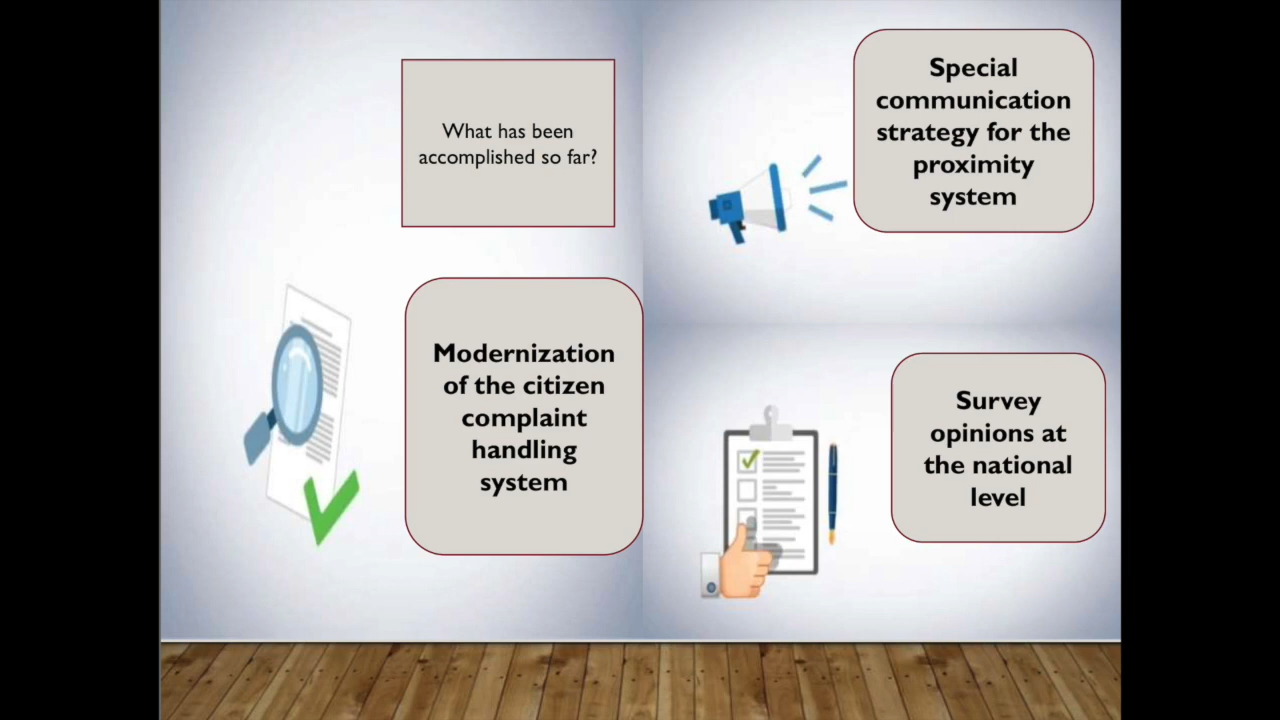 What has been
accomplished so far?
Modernization
of the citizen
complaint
handling
system
Special
communication
strategy for the
proximity
system
Survey
opinions at
the national
level